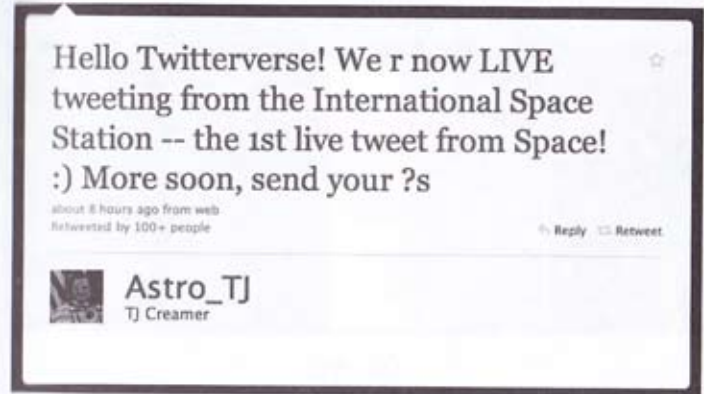 Hello Twitterverse! We r now LIVE
tweeting from the International Space
Station -- the 1st live tweet from Space!
:) More soon, send your ?s
about 8 hours ago from web
Retweeted by 100+ people
Reply Retweet
Astro_TJ
TJ Creamer